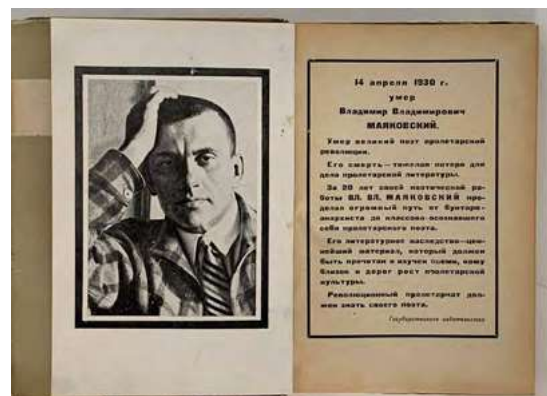 14 апреля 1930 г.
умер
Владимир Владимирович
МАЯКОВСКИЙ.
Умер великий поэт пролетарской
революции.
Его смерть — тяжелая потеря для
дела пролетарской литературы.
За 20 лет своей поэтической ра-
боты ВЛ. ВЛ. МАЯКОВСКИЙ про-
делал огромный путь от бунтаря-
анархиста до классово-осознавшего
себя пролетарского поэта.
Его литературное наследство—цен-
нейший материал, который должен
быть прочитан и изучен всеми, кому
близок и дорог рост пролетарской
культуры.
Революционный пролетариат дол-
жен знать своего поэта.
Государственное издательство